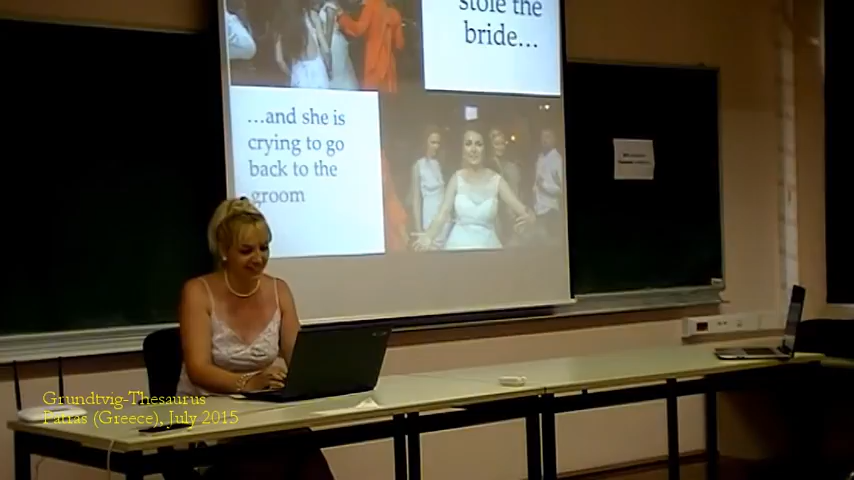 stole the
bride…
…and she is
crying to go
back to the
groom
Grundtvig-Thesaurus
Patras (Greece), July 2015